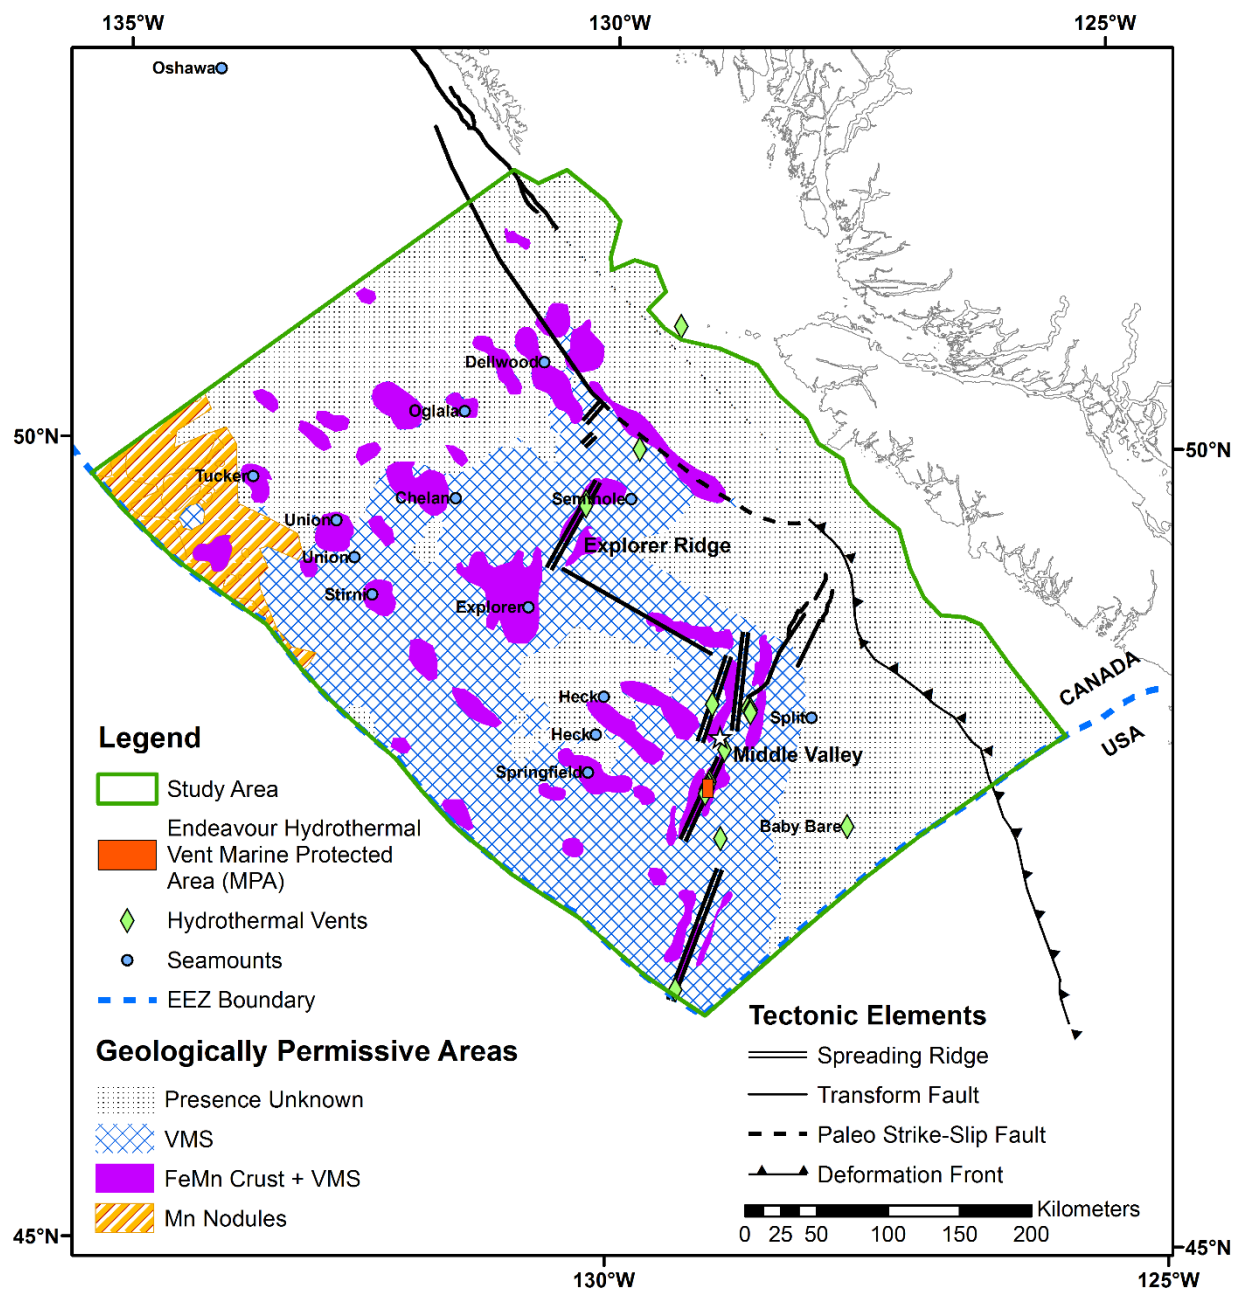 135°W
130°W
125°W
Oshawa
Dellwood
Oglala
50°N
50°N
Tucker
Chelan
Seminole
Union
Explorer Ridge
Union
Stirni
Explorer
CANADA
USA
Heck
Split
Heck
Middle Valley
Springfield
Baby Bare
Legend
Study Area
Endeavour Hydrothermal
Vent Marine Protected
Area (MPA)
Hydrothermal Vents
Seamounts
EEZ Boundary
Geologically Permissive Areas
Presence Unknown
VMS
FeMn Crust + VMS
Mn Nodules
Tectonic Elements
Spreading Ridge
Transform Fault
Paleo Strike-Slip Fault
Deformation Front
Kilometers
0 25 50 100 150 200
45°N
45°N
130°W
125°W